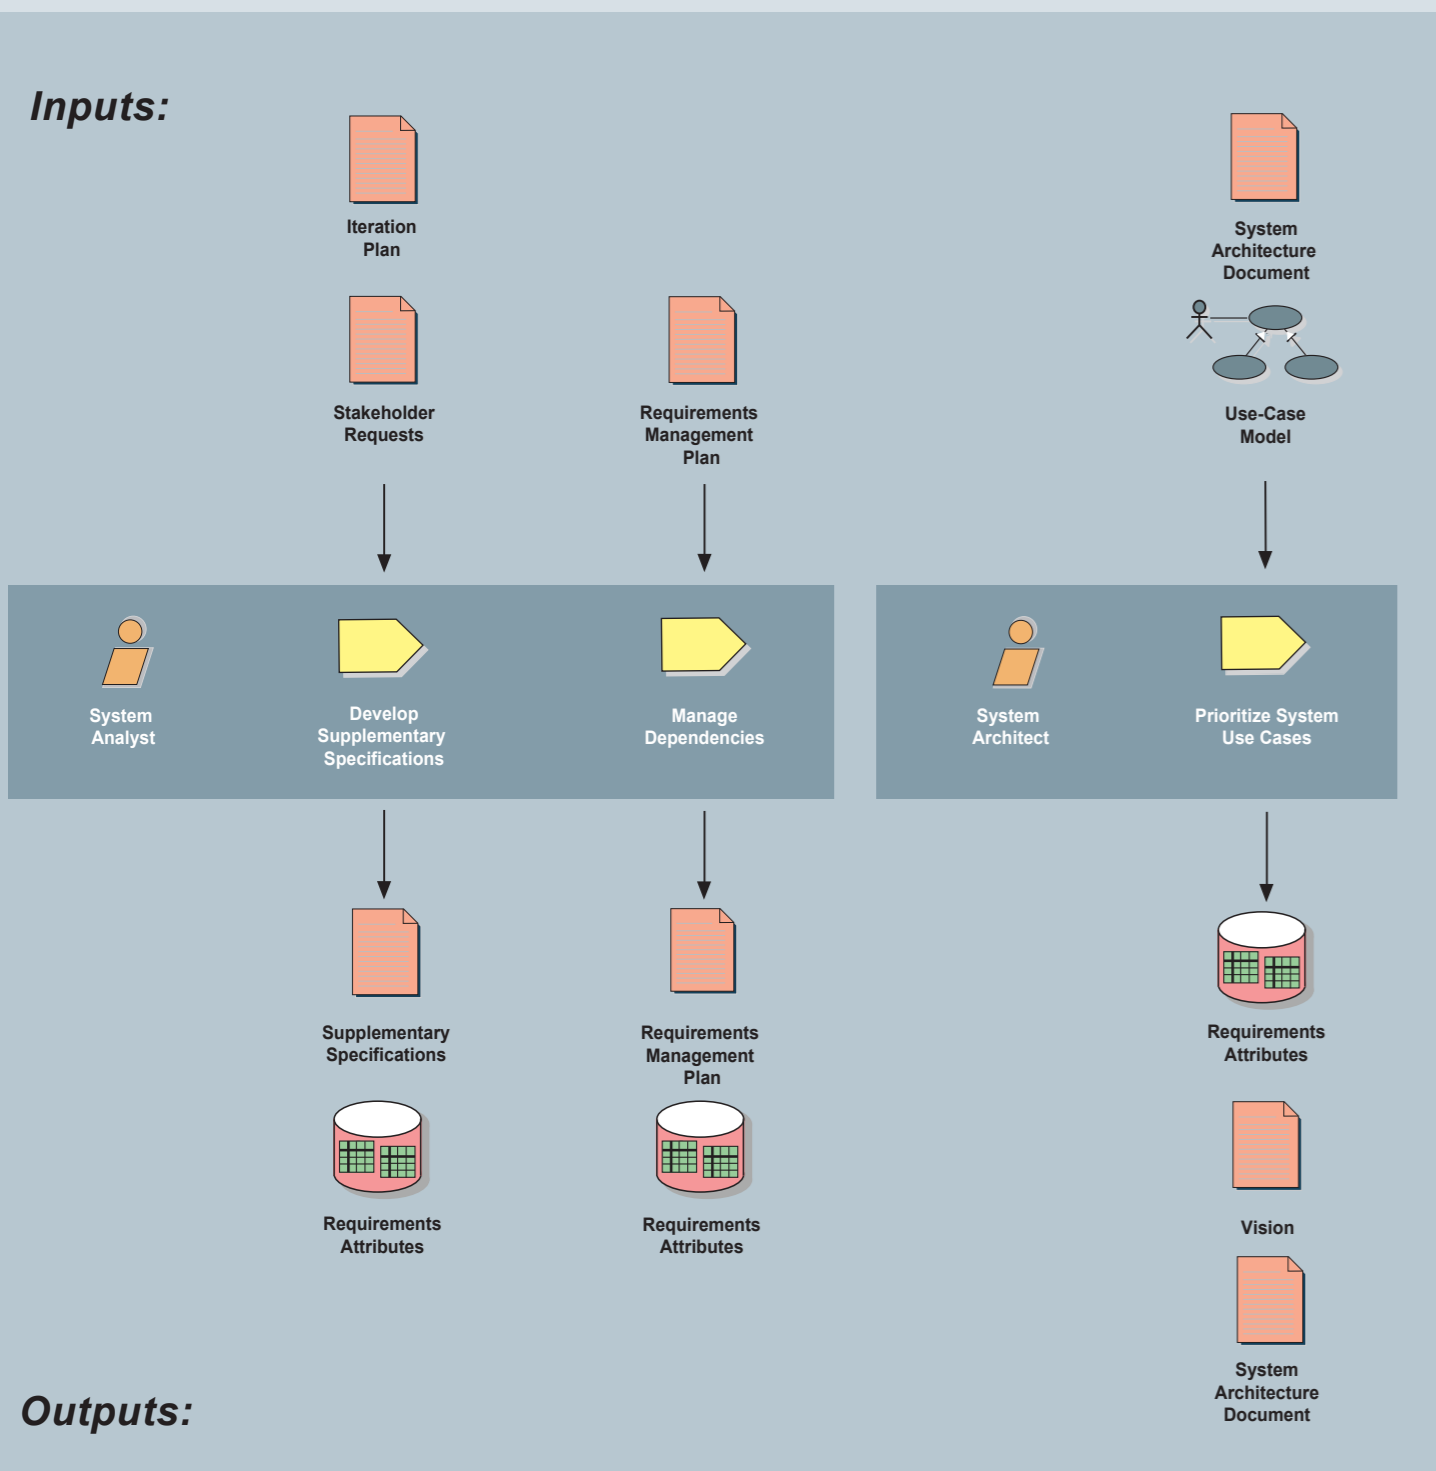 Inputs:
Iteration
Plan
System
Architecture
Document
Stakeholder
Requests
Requirements
Management
Plan
Use-Case
Model
System
Analyst
Develop
Supplementary
Specifications
Manage
Dependencies
System
Architect
Prioritize System
Use Cases
Supplementary
Specifications
Requirements
Management
Plan
Requirements
Attributes
Requirements
Attributes
Requirements
Attributes
Vision
System
Architecture
Document
Outputs: